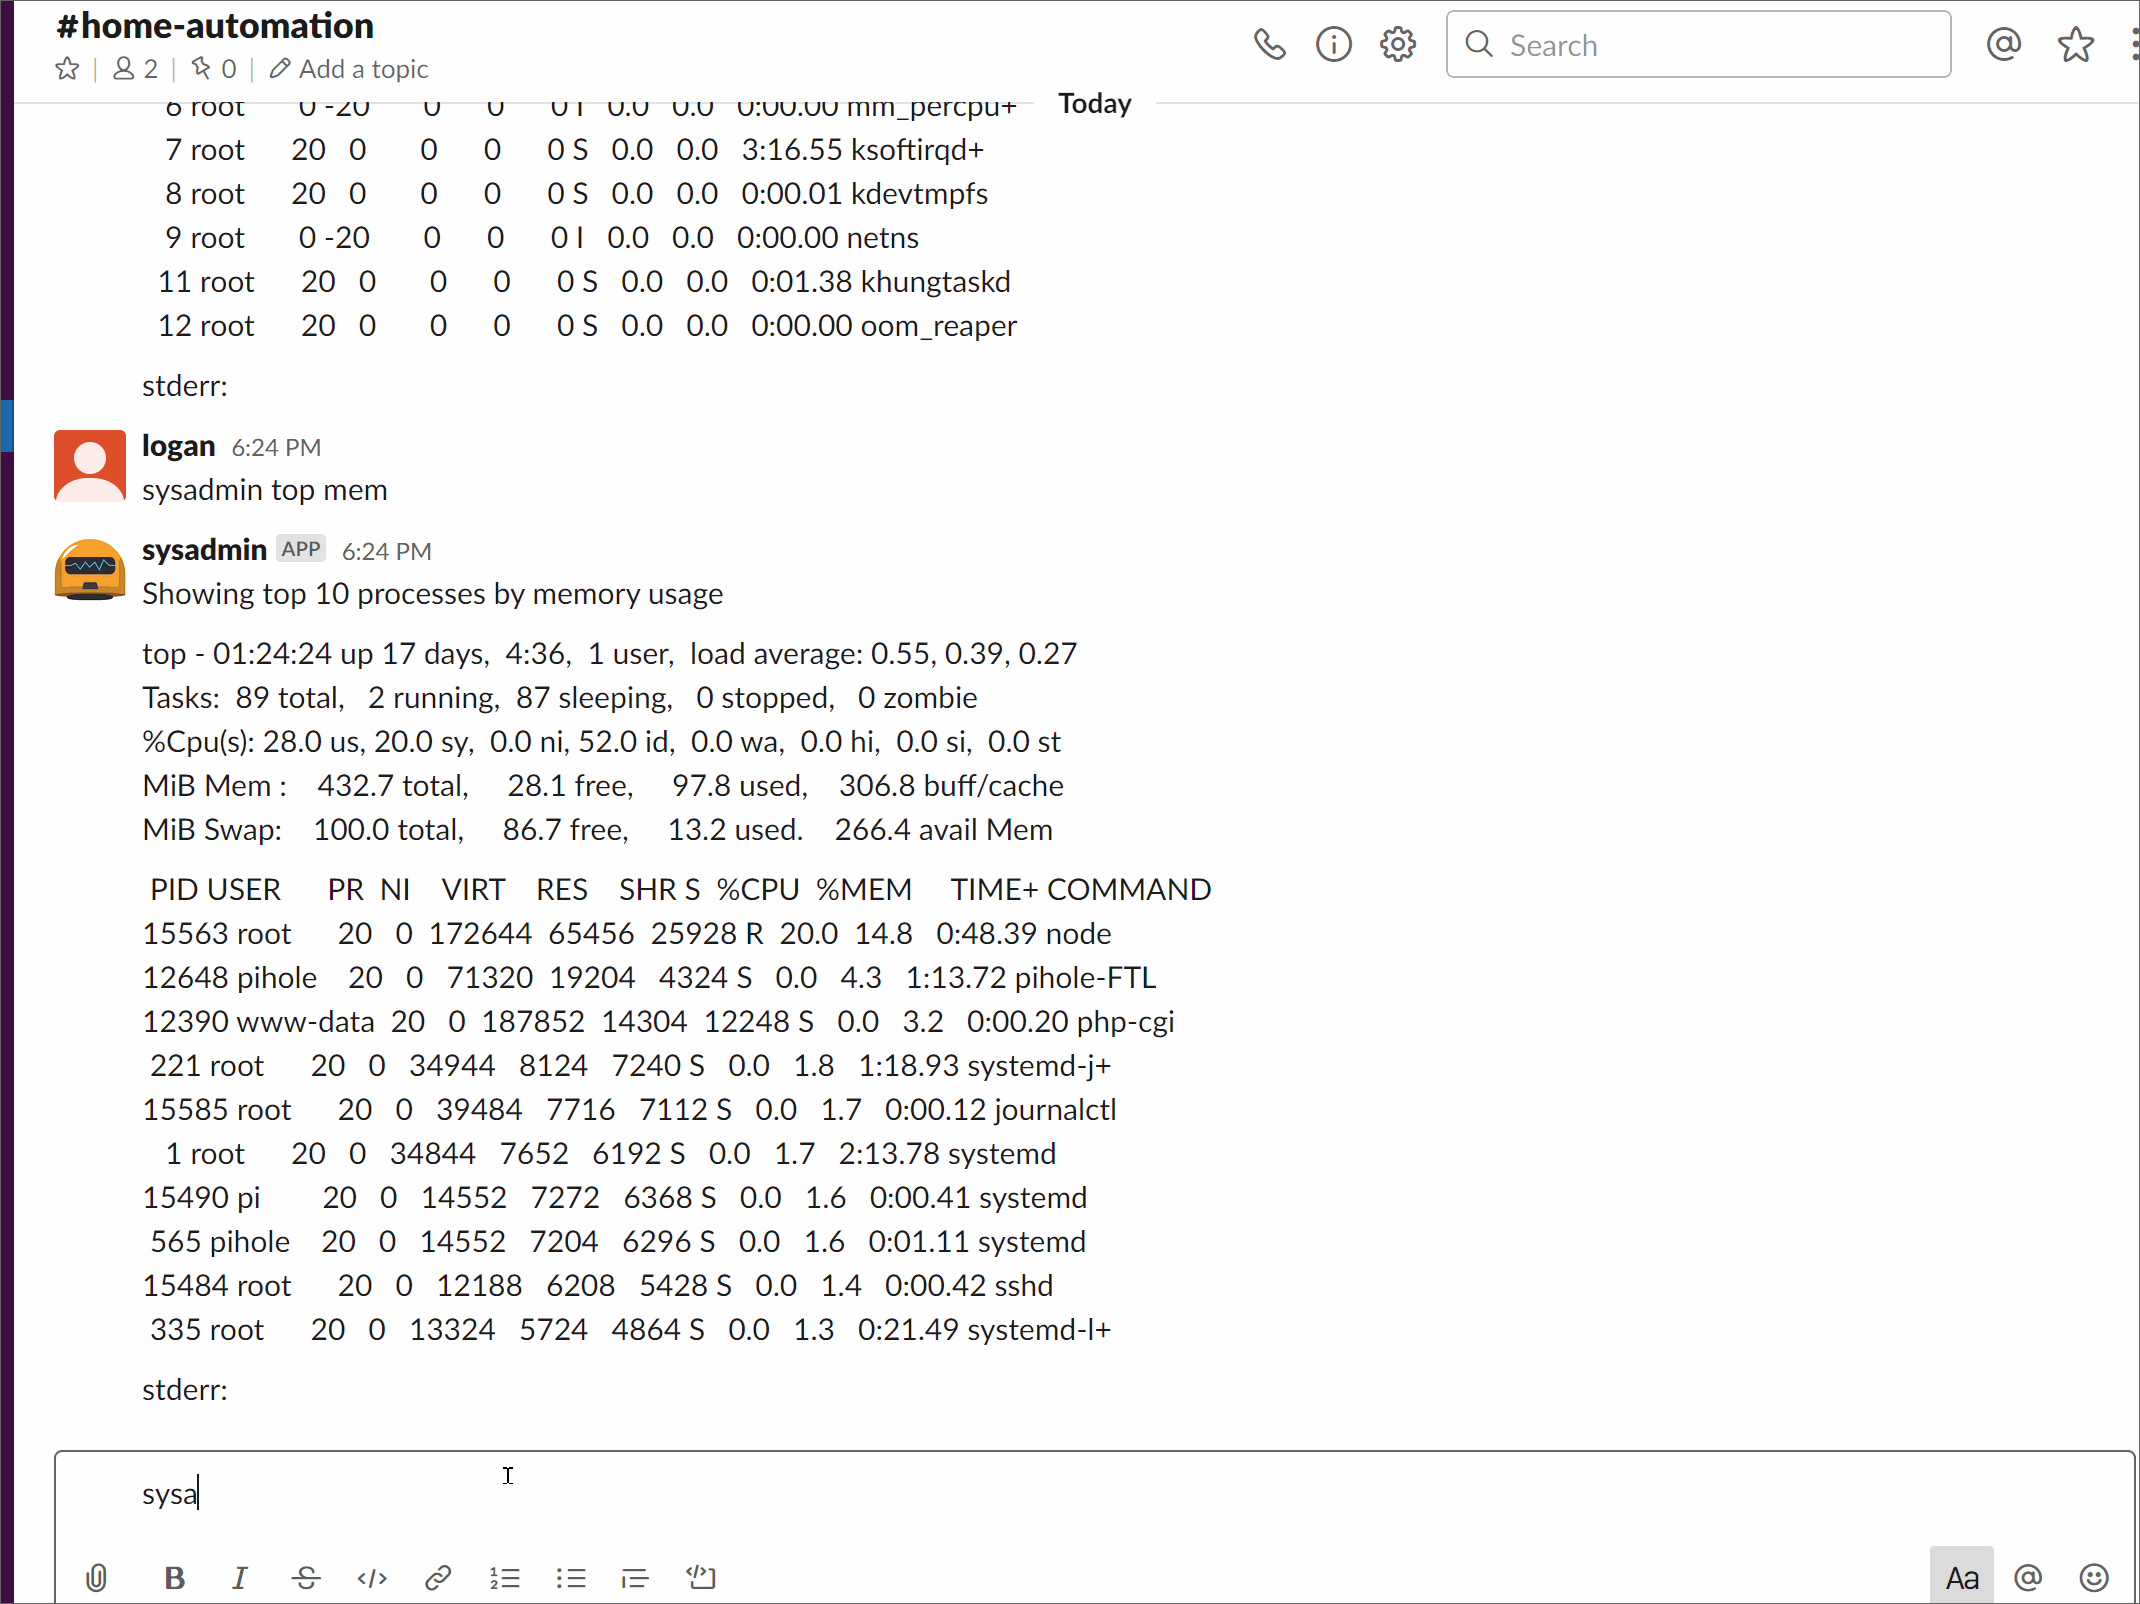 #home-automation
2 | 0 | Add a topic
Search
Today
6 root 0 -20 0 0 0 I 0.0 0.0 0:00.00 mm_percpu+
7 root 20 0 0 0 0 S 0.0 0.0 3:16.55 ksoftirqd+
8 root 20 0 0 0 0 S 0.0 0.0 0:00.01 kdevtmpfs
9 root 0 -20 0 0 0 I 0.0 0.0 0:00.00 netns
11 root 20 0 0 0 0 S 0.0 0.0 0:01.38 khungtaskd
12 root 20 0 0 0 0 S 0.0 0.0 0:00.00 oom_reaper
stderr:
logan 6:24 PM
sysadmin top mem
sysadmin APP 6:24 PM
Showing top 10 processes by memory usage
top - 01:24:24 up 17 days, 4:36, 1 user, load average: 0.55, 0.39, 0.27
Tasks: 89 total, 2 running, 87 sleeping, 0 stopped, 0 zombie
%Cpu(s): 28.0 us, 20.0 sy, 0.0 ni, 52.0 id, 0.0 wa, 0.0 hi, 0.0 si, 0.0 st
MiB Mem : 432.7 total, 28.1 free, 97.8 used, 306.8 buff/cache
MiB Swap: 100.0 total, 86.7 free, 13.2 used. 266.4 avail Mem
PID USER PR NI VIRT RES SHR S %CPU %MEM TIME+ COMMAND
15563 root 20 0 172644 65456 25928 R 20.0 14.8 0:48.39 node
12648 pihole 20 0 71320 19204 4324 S 0.0 4.3 1:13.72 pihole-FTL
12390 www-data 20 0 187852 14304 12248 S 0.0 3.2 0:00.20 php-cgi
221 root 20 0 34944 8124 7240 S 0.0 1.8 1:18.93 systemd-j+
15585 root 20 0 39484 7716 7112 S 0.0 1.7 0:00.12 journalctl
1 root 20 0 34844 7652 6192 S 0.0 1.7 2:13.78 systemd
15490 pi 20 0 14552 7272 6368 S 0.0 1.6 0:00.41 systemd
565 pihole 20 0 14552 7204 6296 S 0.0 1.6 0:01.11 systemd
15484 root 20 0 12188 6208 5428 S 0.0 1.4 0:00.42 sshd
335 root 20 0 13324 5724 4864 S 0.0 1.3 0:21.49 systemd-l+
stderr:
sysa
B I S </> Aa @